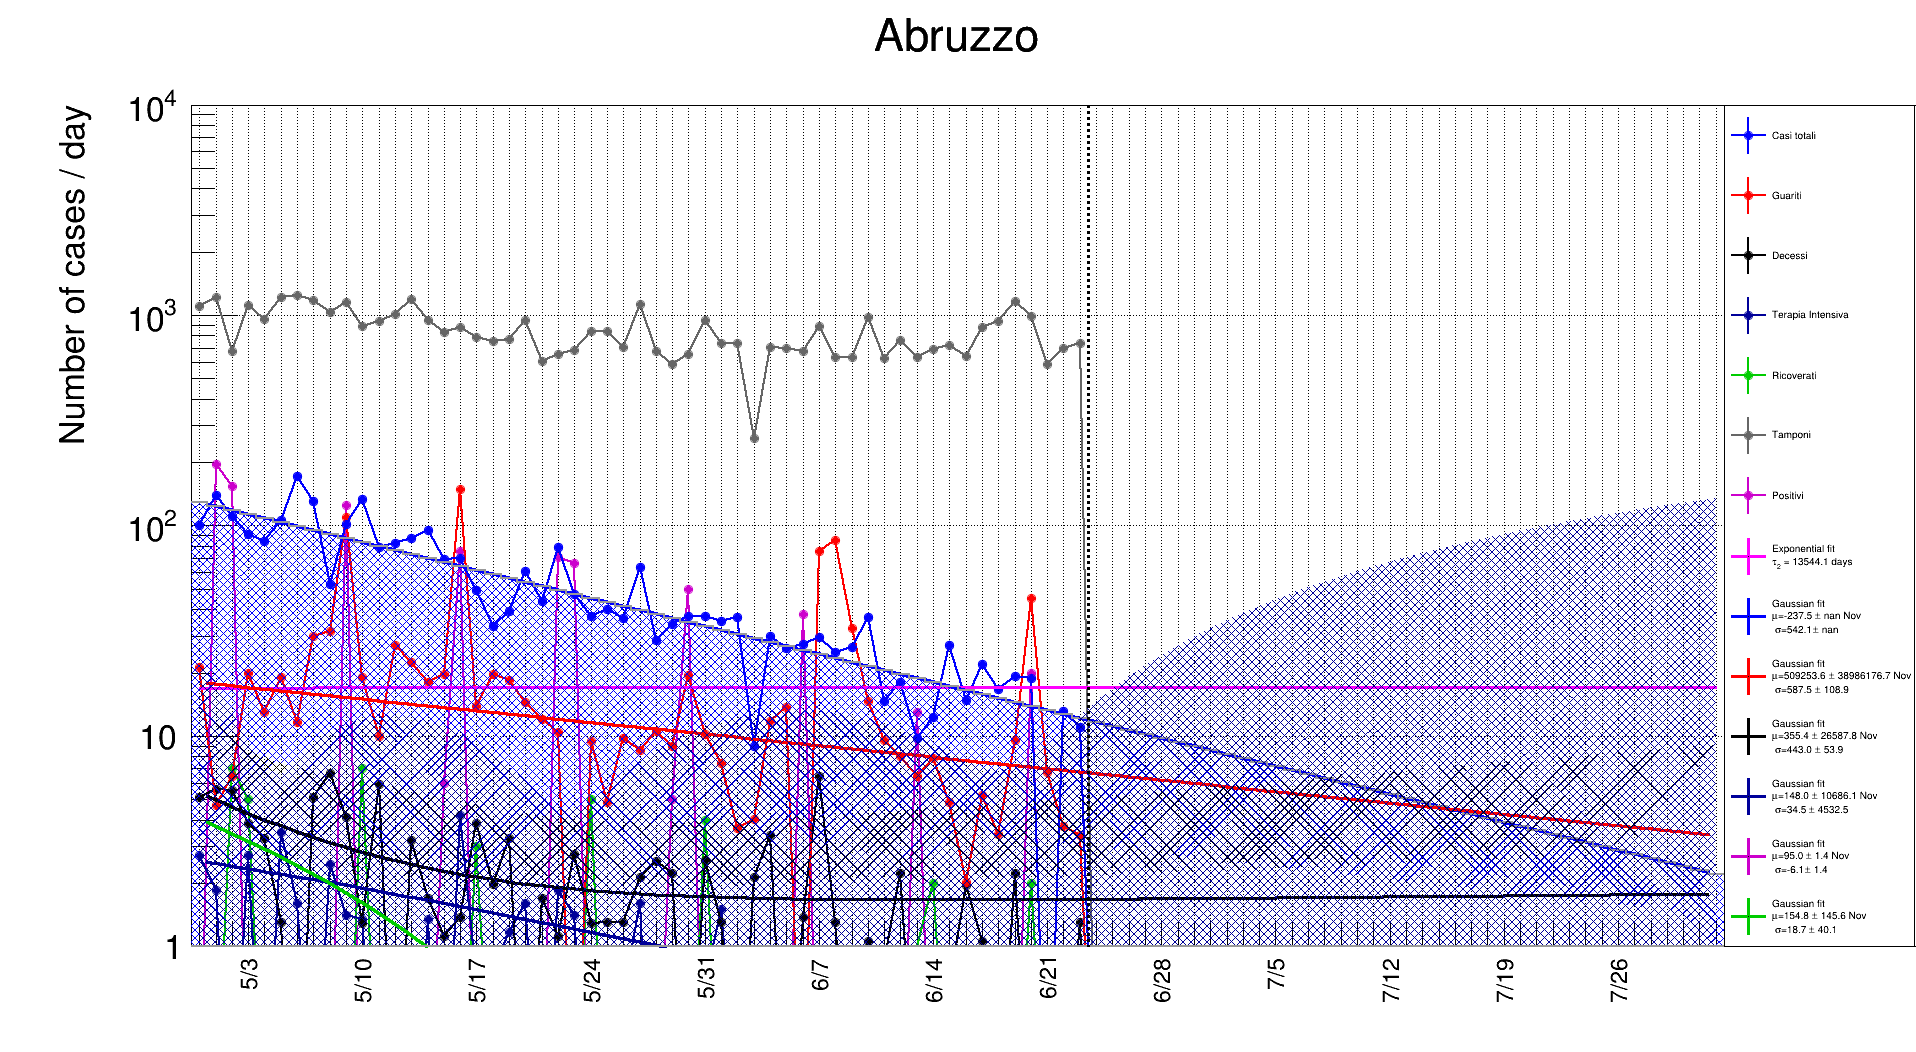 Abruzzo
Number of cases / day
10^4
10^3
10^2
10
1
5/3
5/10
5/17
5/24
5/31
6/7
6/14
6/21
6/28
7/5
7/12
7/19
7/26
Casi totali
Guariti
Decessi
Terapia Intensiva
Ricoverati
Tamponi
Positivi
Exponential fit
τ₂ = 13544.1 days
Gaussian fit
μ=-237.5 ± nan Nov
σ=542.1 ± nan
Gaussian fit
μ=509253.6 ± 38986176.7 Nov
σ=587.5 ± 108.9
Gaussian fit
μ=355.4 ± 26587.8 Nov
σ=443.0 ± 53.9
Gaussian fit
μ=148.0 ± 10686.1 Nov
σ=34.5 ± 4532.5
Gaussian fit
μ=95.0 ± 1.4 Nov
σ=-6.1 ± 1.4
Gaussian fit
μ=154.8 ± 145.6 Nov
σ=18.7 ± 40.1